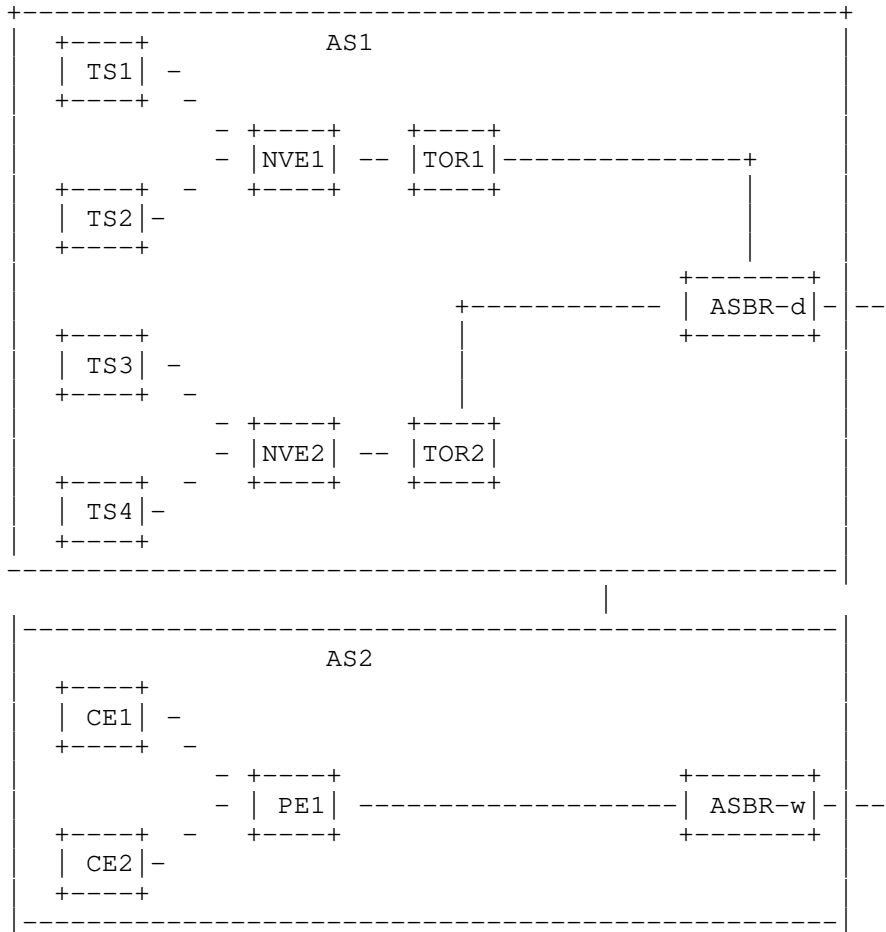 AS1
TS1
NVE1 TOR1
TS2
ASBR-d
TS3
NVE2 TOR2
TS4
AS2
CE1
PE1 ASBR-w
CE2